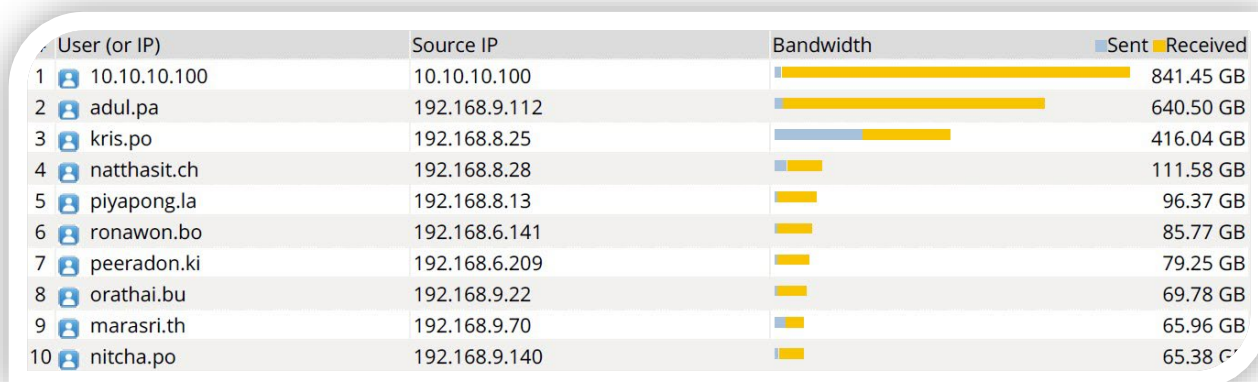 User (or IP) Source IP Bandwidth Sent Received
1 10.10.10.100 10.10.10.100 841.45 GB
2 adul.pa 192.168.9.112 640.50 GB
3 kris.po 192.168.8.25 416.04 GB
4 natthasit.ch 192.168.8.28 111.58 GB
5 piyapong.la 192.168.8.13 96.37 GB
6 ronawon.bo 192.168.6.141 85.77 GB
7 peeradon.ki 192.168.6.209 79.25 GB
8 orathai.bu 192.168.9.22 69.78 GB
9 marasri.th 192.168.9.70 65.96 GB
10 nitcha.po 192.168.9.140 65.38